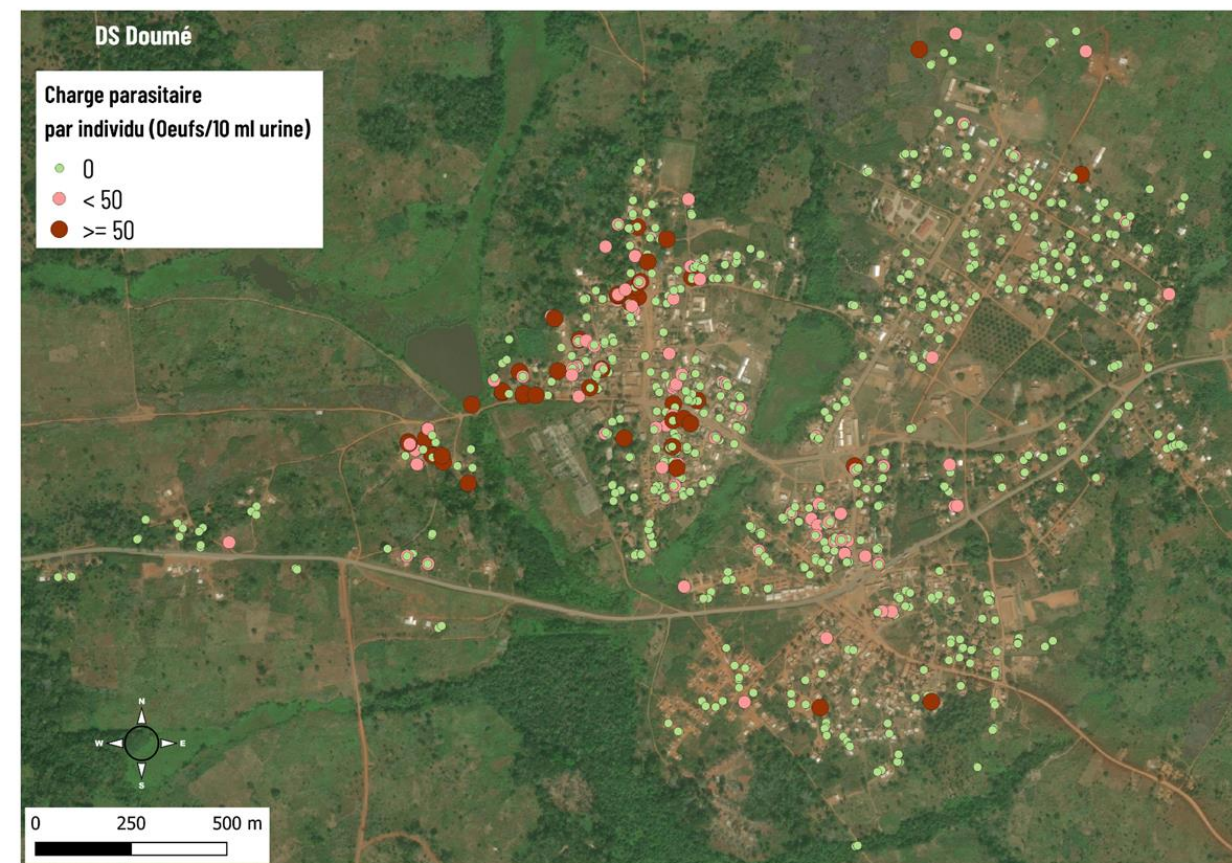 DS Doumé
Charge parasitaire
par individu (Oeufs/10 ml urine)
0
< 50
>= 50
N
W E
S
0 250 500 m